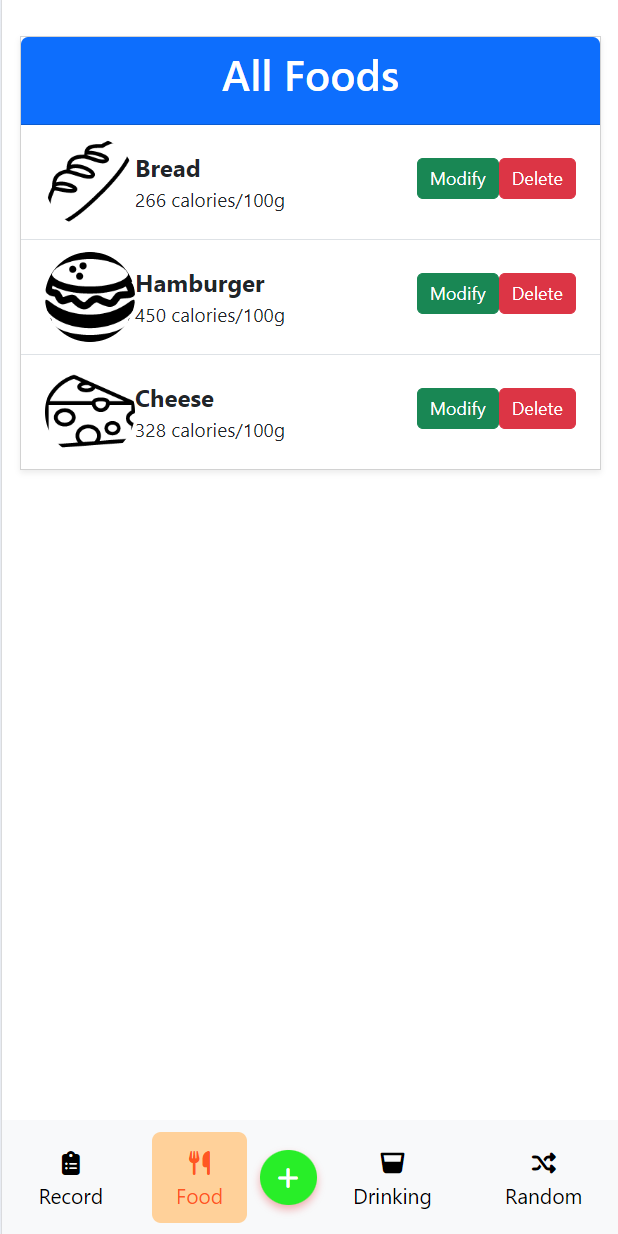 All Foods
Bread
266 calories/100g
Modify Delete
Hamburger
450 calories/100g
Modify Delete
Cheese
328 calories/100g
Modify Delete
Record Food Drinking Random